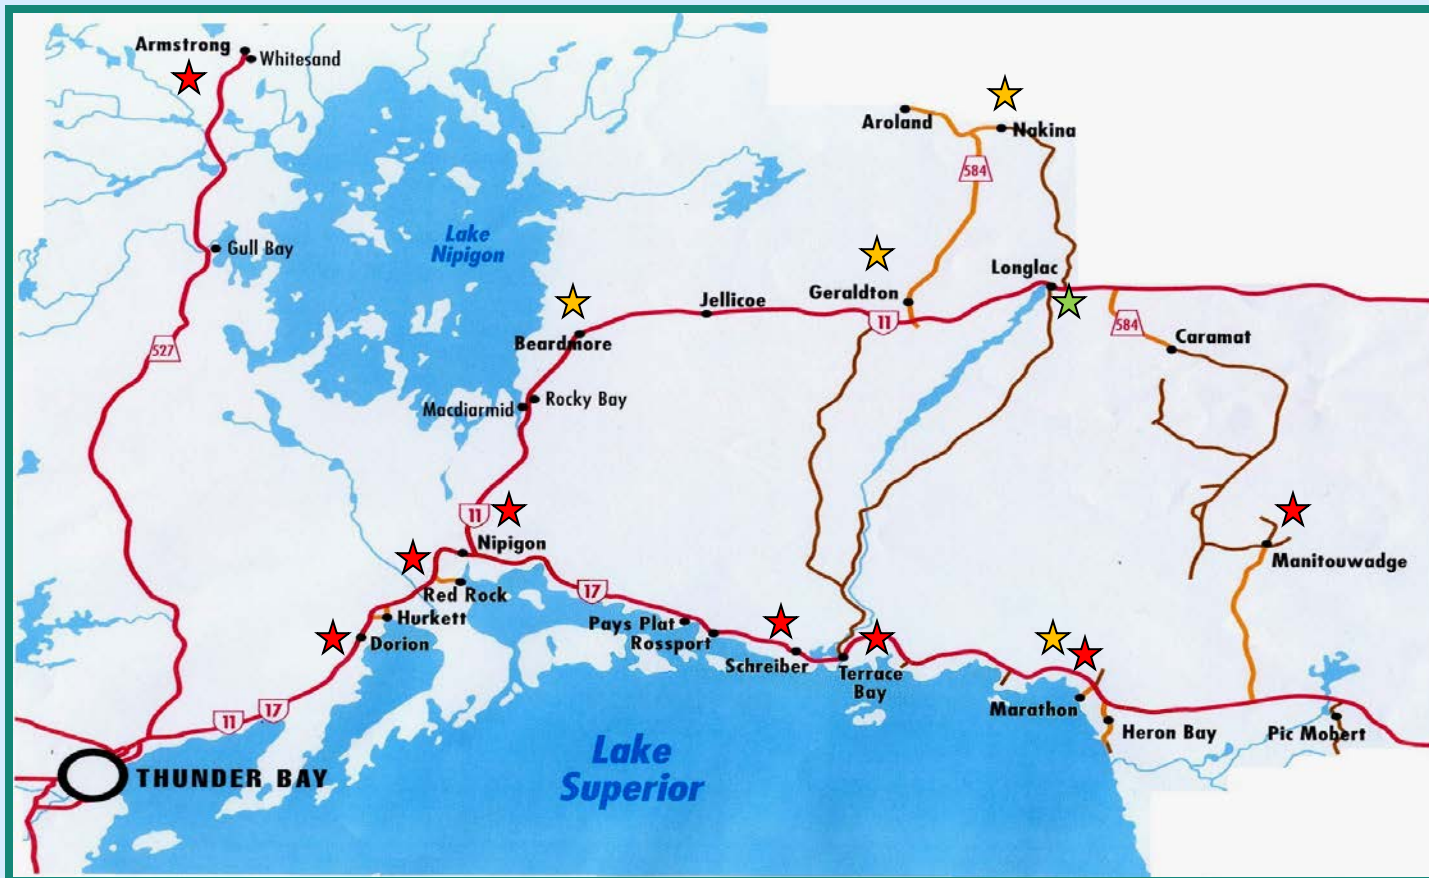 Armstrong
Whitesand
Aroland
Nakina
584
Lake
Nipigon
Gull Bay
Longlac
Geraldton
Jellicoe
11
584
Caramat
Beardmore
527
Rocky Bay
Macdiarmid
11
Nipigon
Manitouwadge
Red Rock
17
Hurkett
Pays Plat
Dorion
Rossport
Schreiber
Terrace
Bay
Marathon
11
17
Heron Bay
Pic Mobert
THUNDER BAY
Lake
Superior